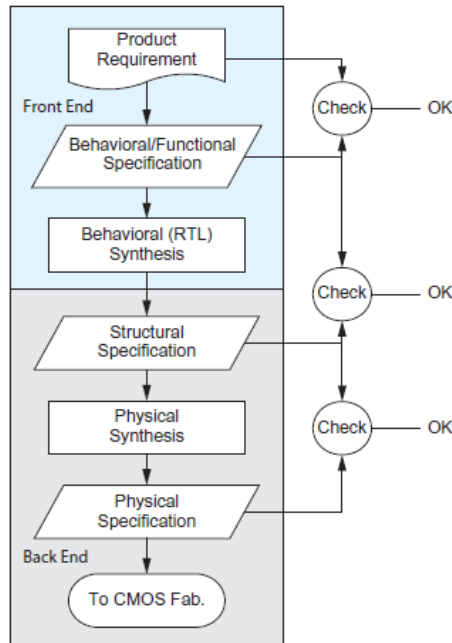 Product
Requirement
Check
OK
Front End
Behavioral/Functional
Specification
Behavioral (RTL)
Synthesis
Check
OK
Structural
Specification
Physical
Synthesis
Check
OK
Physical
Specification
Back End
To CMOS Fab.